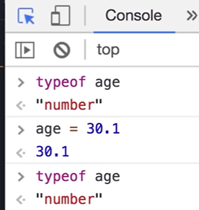 Console
top
> typeof age
<· "number"
> age = 30.1
<· 30.1
> typeof age
<· "number"